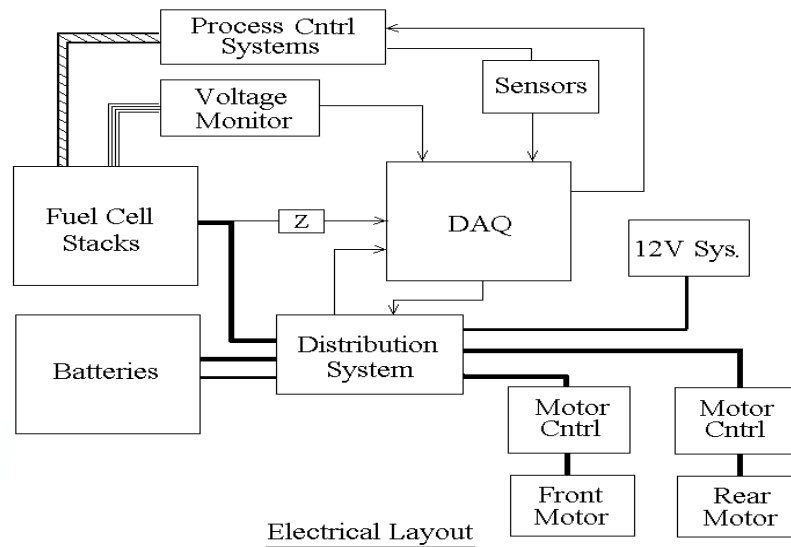 Process Cntrl
Systems
Voltage
Monitor
Sensors
Fuel Cell
Stacks
Z
DAQ
12V Sys.
Batteries
Distribution
System
Motor
Cntrl
Motor
Cntrl
Front
Motor
Rear
Motor
Electrical Layout